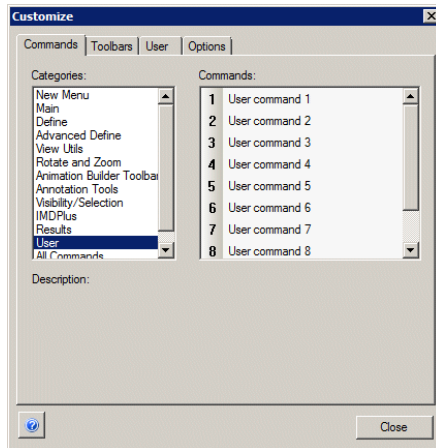 Customize
Commands Toolbars User Options
Categories:
New Menu
Main
Define
Advanced Define
View Utils
Rotate and Zoom
Animation Builder Toolba
Annotation Tools
Visibility/Selection
IMDPlus
Results
User
All Commands
Commands:
1 User command 1
2 User command 2
3 User command 3
4 User command 4
5 User command 5
6 User command 6
7 User command 7
8 User command 8
Description:
Close